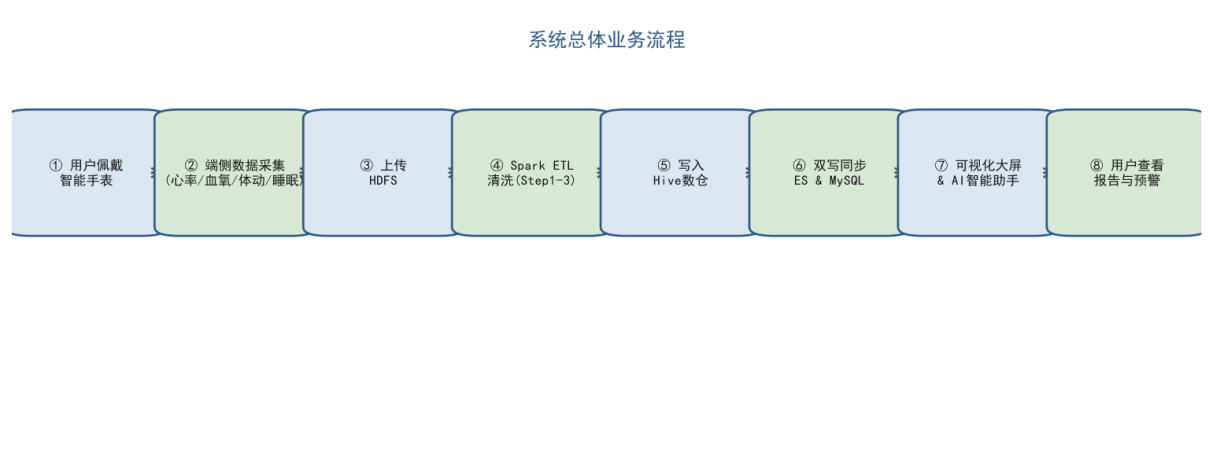 系统总体业务流程
① 用户佩戴
智能手表
② 端侧数据采集
(心率/血氧/体动/睡眠)
③ 上传
HDFS
④ Spark ETL
清洗(Step1-3)
⑤ 写入
Hive数仓
⑥ 双写同步
ES & MySQL
⑦ 可视化大屏
& AI智能助手
⑧ 用户查看
报告与预警